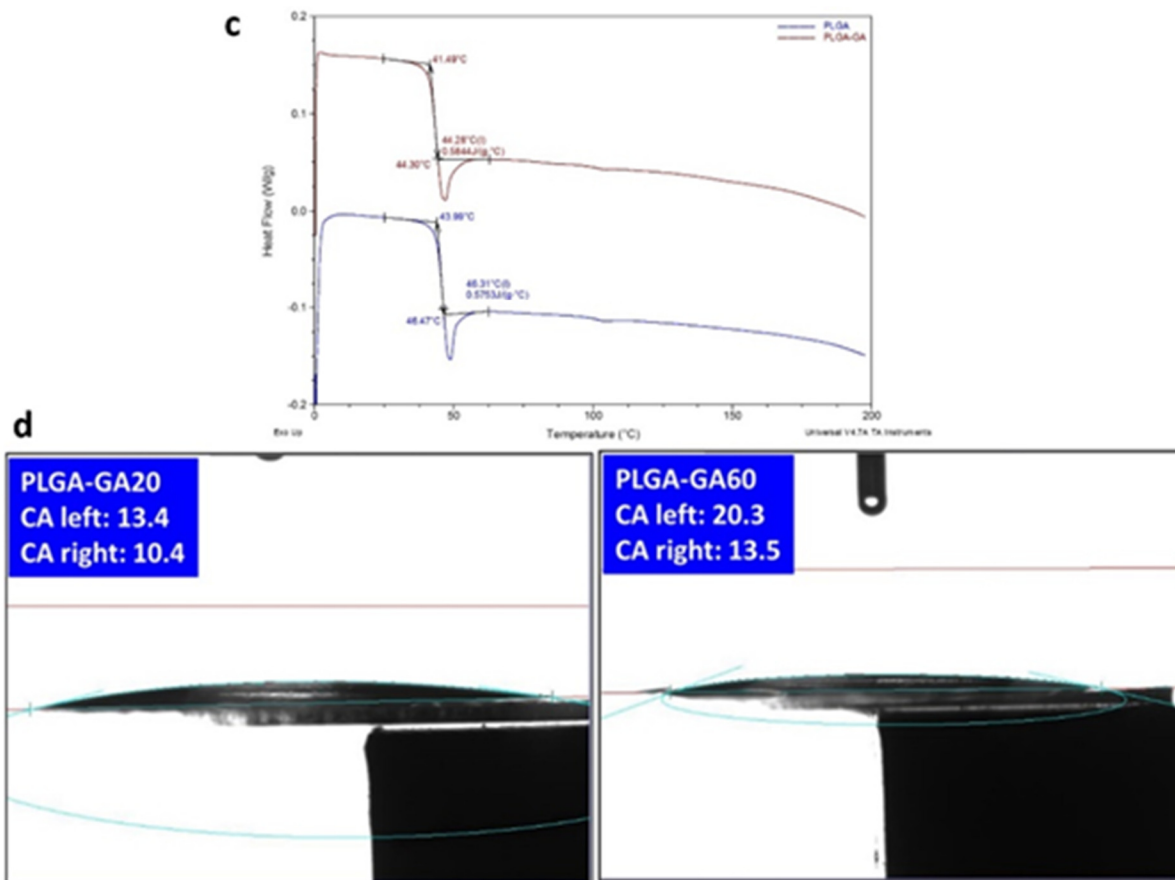 c
0.2
PLGA
PLGA-GA
41.49°C
0.1
44.28°C(I)
0.5844J/(g·°C)
44.30°C
Heat Flow (W/g)
0.0
43.98°C
46.31°C(I)
0.5753J/(g·°C)
-0.1
46.47°C
-0.2
0
50
100
150
200
Exo Up
Temperature (°C)
Universal V4.7A TA Instruments
d
PLGA-GA20
CA left: 13.4
CA right: 10.4
PLGA-GA60
CA left: 20.3
CA right: 13.5